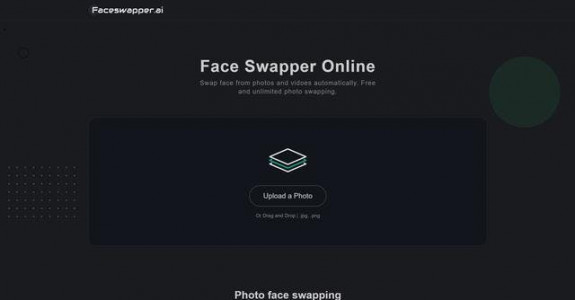 Faceswapper.ai
Face Swapper Online
Swap face from photos and vidoes automatically. Free
and unlimited photo swapping.
Upload a Photo
Or Drag and Drop (. jpg, .png
Photo face swapping